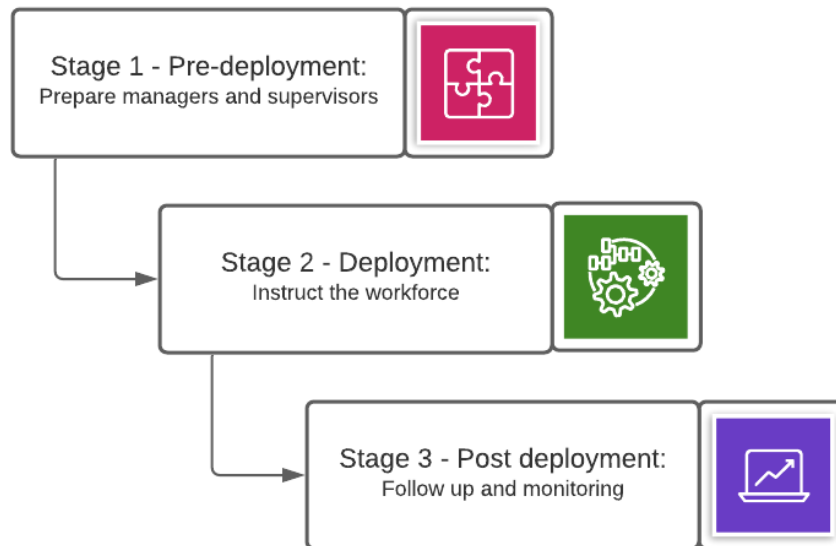 Stage 1 - Pre-deployment:
Prepare managers and supervisors
Stage 2 - Deployment:
Instruct the workforce
Stage 3 - Post deployment:
Follow up and monitoring